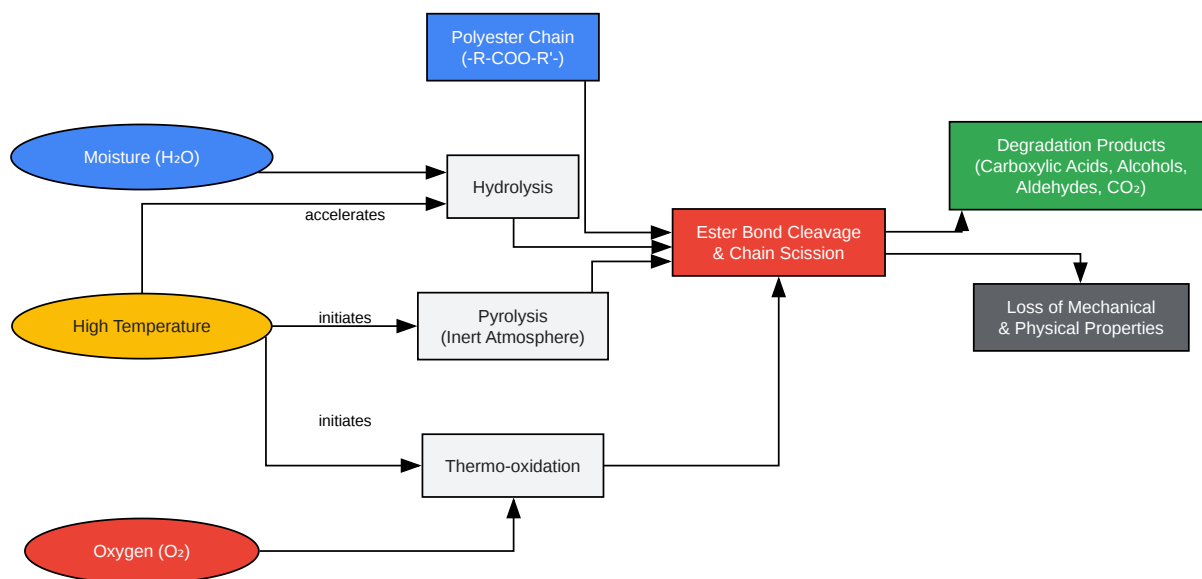 Polyester Chain
(-R-COO-R'-)
Moisture (H₂O)
Hydrolysis
accelerates
Degradation Products
(Carboxylic Acids, Alcohols,
Aldehydes, CO₂)
Ester Bond Cleavage
& Chain Scission
High Temperature
initiates
Pyrolysis
(Inert Atmosphere)
Loss of Mechanical
& Physical Properties
initiates
Thermo-oxidation
Oxygen (O₂)